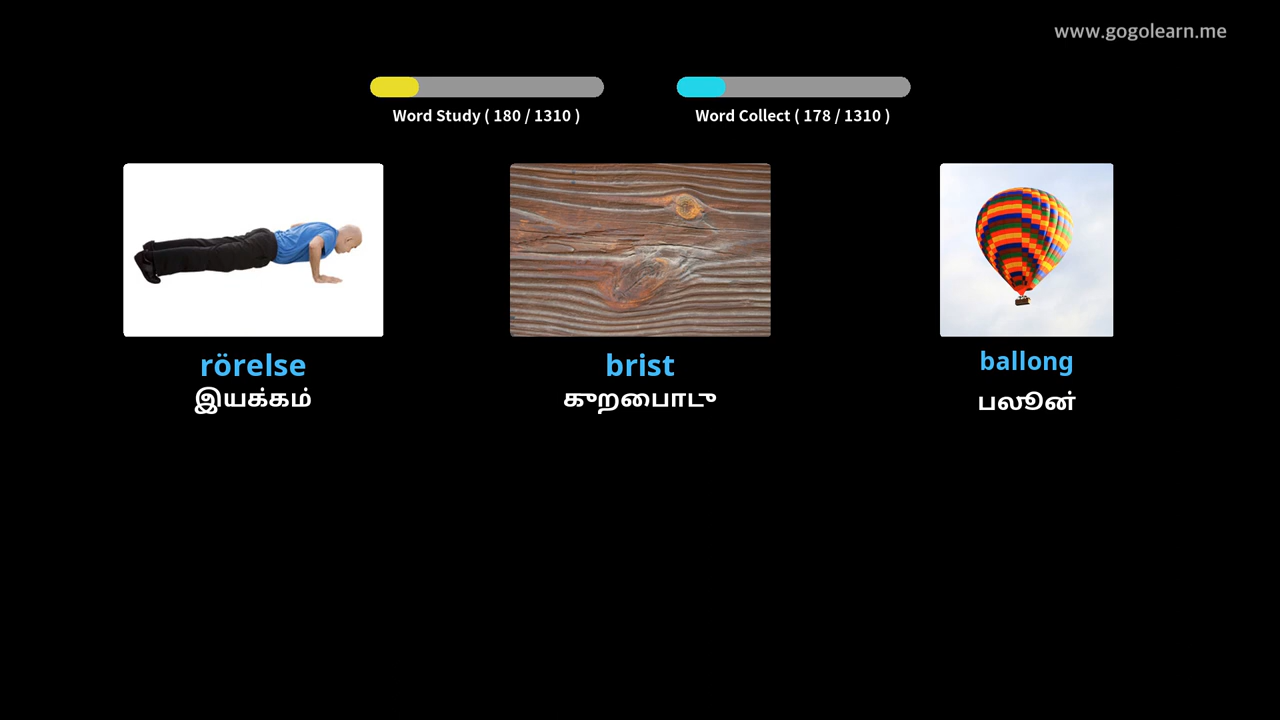 www.gogolearn.me
Word Study ( 180 / 1310 )
Word Collect ( 178 / 1310 )
rörelse
இயக்கம்
brist
குறைபாடு
ballong
பலூன்